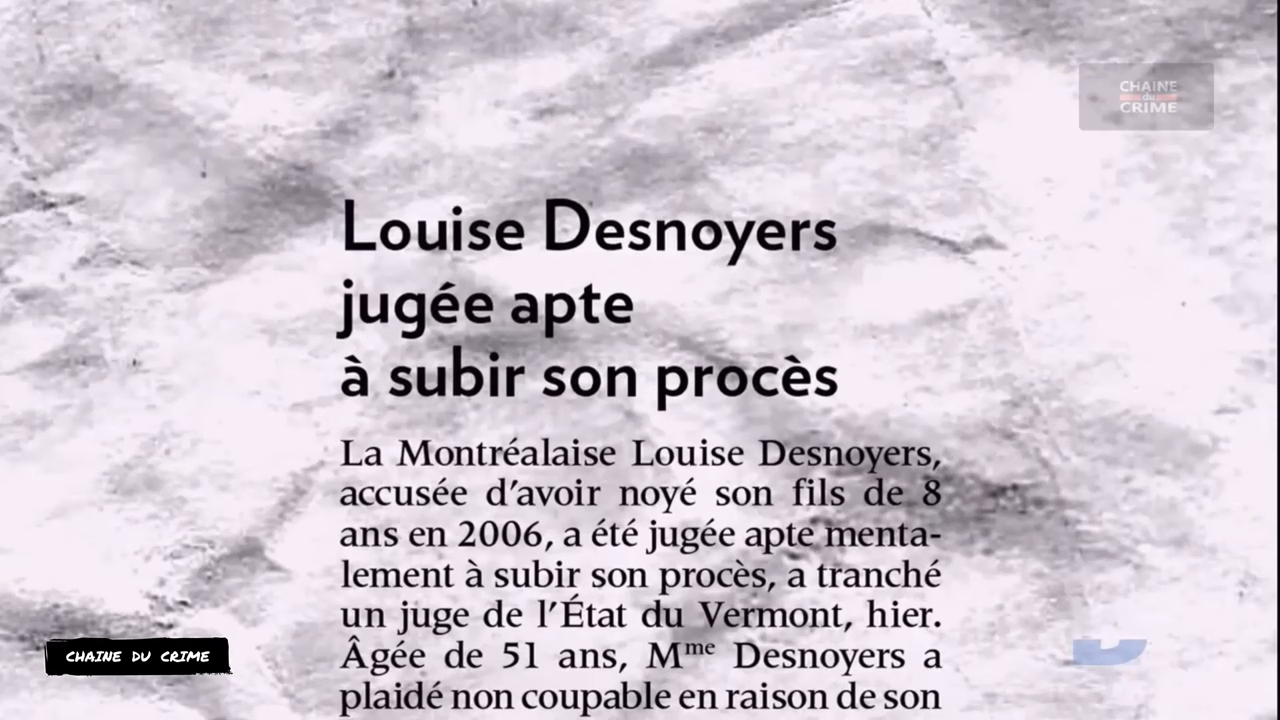 CHAINE
du
CRIME
Louise Desnoyers
jugée apte
à subir son procès
La Montréalaise Louise Desnoyers,
accusée d’avoir noyé son fils de 8
ans en 2006, a été jugée apte menta-
lement à subir son procès, a tranché
un juge de l’État du Vermont, hier.
Âgée de 51 ans, Mme Desnoyers a
plaidé non coupable en raison de son
CHAINE DU CRIME